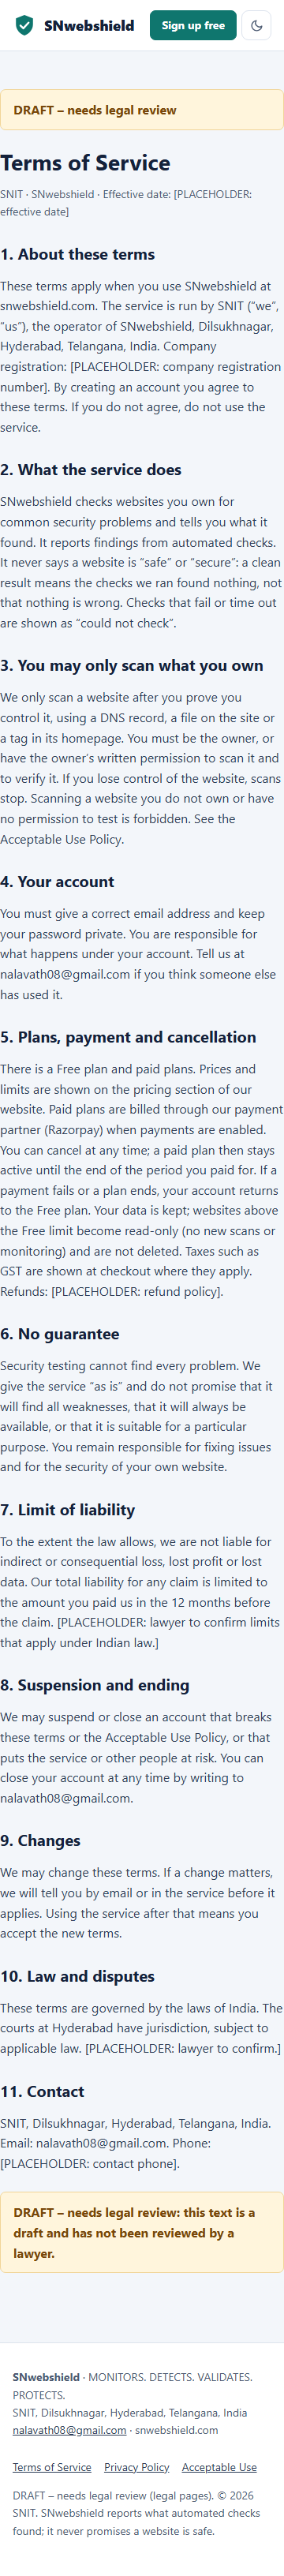 SNwebshield
Sign up free
DRAFT – needs legal review
Terms of Service
SNIT · SNwebshield · Effective date: [PLACEHOLDER:
effective date]
1. About these terms
These terms apply when you use SNwebshield at
snwebshield.com. The service is run by SNIT (“we”,
“us”), the operator of SNwebshield, Dilsukhnagar,
Hyderabad, Telangana, India. Company
registration: [PLACEHOLDER: company registration
number]. By creating an account you agree to
these terms. If you do not agree, do not use the
service.
2. What the service does
SNwebshield checks websites you own for
common security problems and tells you what it
found. It reports findings from automated checks.
It never says a website is “safe” or “secure”: a clean
result means the checks we ran found nothing, not
that nothing is wrong. Checks that fail or time out
are shown as “could not check”.
3. You may only scan what you own
We only scan a website after you prove you
control it, using a DNS record, a file on the site or
a tag in its homepage. You must be the owner, or
have the owner’s written permission to scan it and
to verify it. If you lose control of the website, scans
stop. Scanning a website you do not own or have
no permission to test is forbidden. See the
Acceptable Use Policy.
4. Your account
You must give a correct email address and keep
your password private. You are responsible for
what happens under your account. Tell us at
nalavath08@gmail.com if you think someone else
has used it.
5. Plans, payment and cancellation
There is a Free plan and paid plans. Prices and
limits are shown on the pricing section of our
website. Paid plans are billed through our payment
partner (Razorpay) when payments are enabled.
You can cancel at any time; a paid plan then stays
active until the end of the period you paid for. If a
payment fails or a plan ends, your account returns
to the Free plan. Your data is kept; websites above
the Free limit become read-only (no new scans or
monitoring) and are not deleted. Taxes such as
GST are shown at checkout where they apply.
Refunds: [PLACEHOLDER: refund policy].
6. No guarantee
Security testing cannot find every problem. We
give the service “as is” and do not promise that it
will find all weaknesses, that it will always be
available, or that it is suitable for a particular
purpose. You remain responsible for fixing issues
and for the security of your own website.
7. Limit of liability
To the extent the law allows, we are not liable for
indirect or consequential loss, lost profit or lost
data. Our total liability for any claim is limited to
the amount you paid us in the 12 months before
the claim. [PLACEHOLDER: lawyer to confirm limits
that apply under Indian law.]
8. Suspension and ending
We may suspend or close an account that breaks
these terms or the Acceptable Use Policy, or that
puts the service or other people at risk. You can
close your account at any time by writing to
nalavath08@gmail.com.
9. Changes
We may change these terms. If a change matters,
we will tell you by email or in the service before it
applies. Using the service after that means you
accept the new terms.
10. Law and disputes
These terms are governed by the laws of India. The
courts at Hyderabad have jurisdiction, subject to
applicable law. [PLACEHOLDER: lawyer to confirm.]
11. Contact
SNIT, Dilsukhnagar, Hyderabad, Telangana, India.
Email: nalavath08@gmail.com. Phone:
[PLACEHOLDER: contact phone].
DRAFT – needs legal review: this text is a
draft and has not been reviewed by a
lawyer.
SNwebshield · MONITORS. DETECTS. VALIDATES.
PROTECTS.
SNIT, Dilsukhnagar, Hyderabad, Telangana, India
nalavath08@gmail.com · snwebshield.com
Terms of Service Privacy Policy Acceptable Use
DRAFT – needs legal review (legal pages). © 2026
SNIT. SNwebshield reports what automated checks
found; it never promises a website is safe.